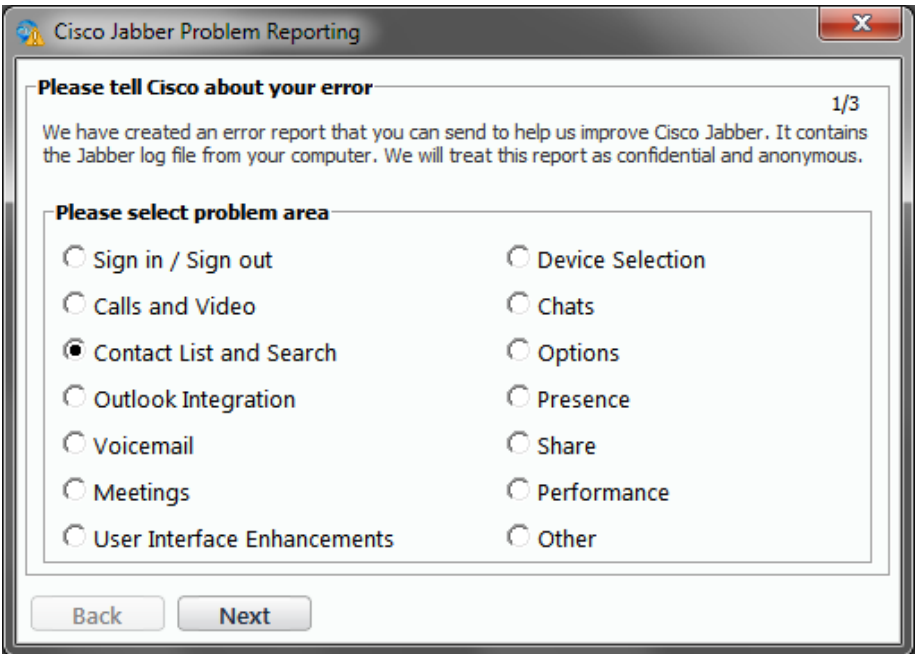 Cisco Jabber Problem Reporting
Please tell Cisco about your error
1/3
We have created an error report that you can send to help us improve Cisco Jabber. It contains
the Jabber log file from your computer. We will treat this report as confidential and anonymous.
Please select problem area
Sign in / Sign out
Device Selection
Calls and Video
Chats
Contact List and Search
Options
Outlook Integration
Presence
Voicemail
Share
Meetings
Performance
User Interface Enhancements
Other
Back
Next